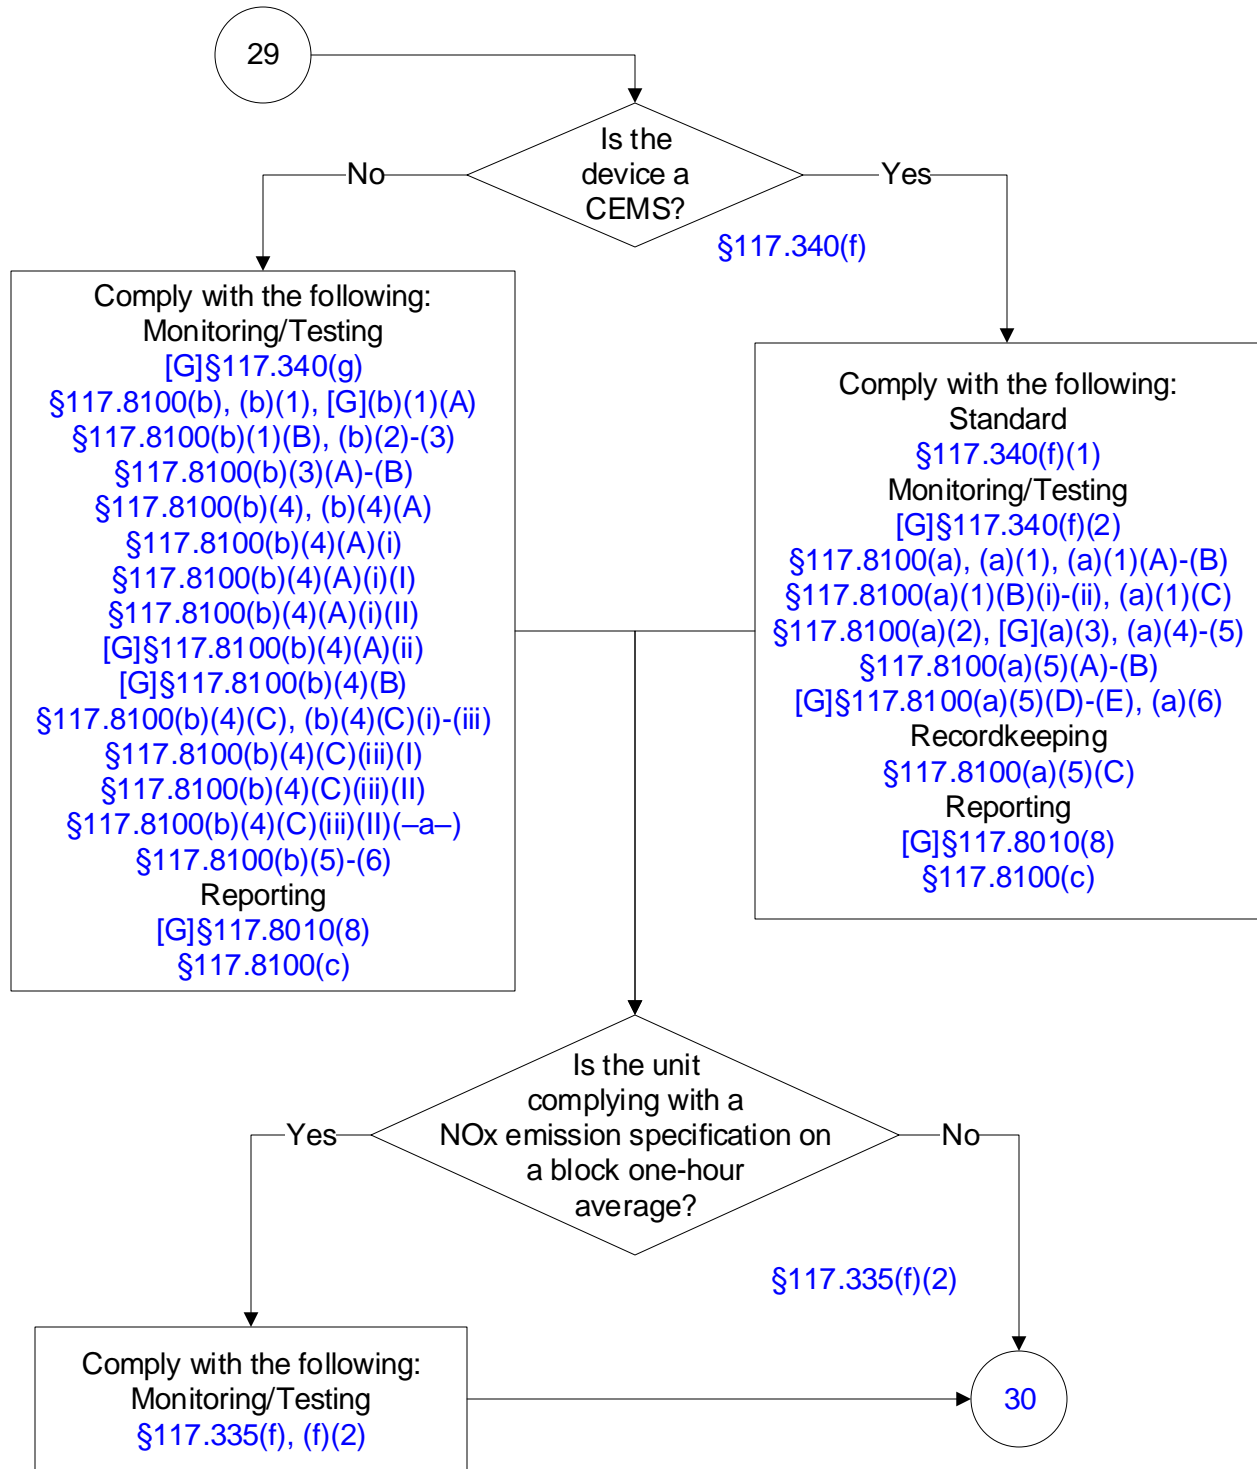 29
Is the
device a
CEMS?
No
Yes
§117.340(f)
Comply with the following:
Monitoring/Testing
[G]§117.340(g)
§117.8100(b), (b)(1), [G](b)(1)(A)
§117.8100(b)(1)(B), (b)(2)-(3)
§117.8100(b)(3)(A)-(B)
§117.8100(b)(4), (b)(4)(A)
§117.8100(b)(4)(A)(i)
§117.8100(b)(4)(A)(i)(I)
§117.8100(b)(4)(A)(i)(II)
[G]§117.8100(b)(4)(A)(ii)
[G]§117.8100(b)(4)(B)
§117.8100(b)(4)(C), (b)(4)(C)(i)-(iii)
§117.8100(b)(4)(C)(iii)(I)
§117.8100(b)(4)(C)(iii)(II)
§117.8100(b)(4)(C)(iii)(II)(–a–)
§117.8100(b)(5)-(6)
Reporting
[G]§117.8010(8)
§117.8100(c)
Comply with the following:
Standard
§117.340(f)(1)
Monitoring/Testing
[G]§117.340(f)(2)
§117.8100(a), (a)(1), (a)(1)(A)-(B)
§117.8100(a)(1)(B)(i)-(ii), (a)(1)(C)
§117.8100(a)(2), [G](a)(3), (a)(4)-(5)
§117.8100(a)(5)(A)-(B)
[G]§117.8100(a)(5)(D)-(E), (a)(6)
Recordkeeping
§117.8100(a)(5)(C)
Reporting
[G]§117.8010(8)
§117.8100(c)
Is the unit
complying with a
NOx emission specification on
a block one-hour
average?
Yes
No
§117.335(f)(2)
Comply with the following:
Monitoring/Testing
§117.335(f), (f)(2)
30